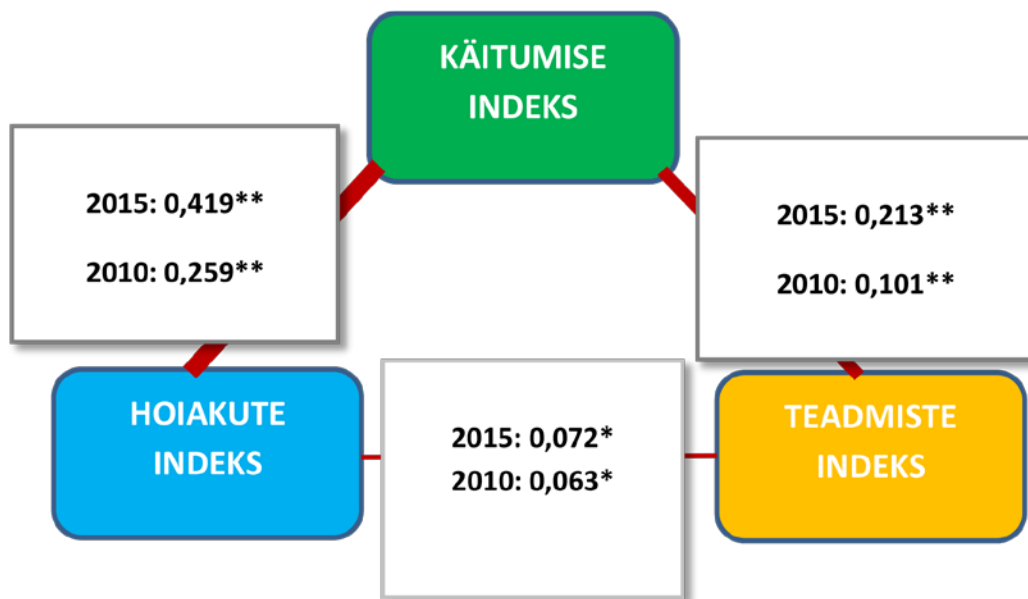 KÄITUMISE
INDEKS
2015: 0,419**
2010: 0,259**
2015: 0,213**
2010: 0,101**
HOIAKUTE
INDEKS
2015: 0,072*
2010: 0,063*
TEADMISTE
INDEKS